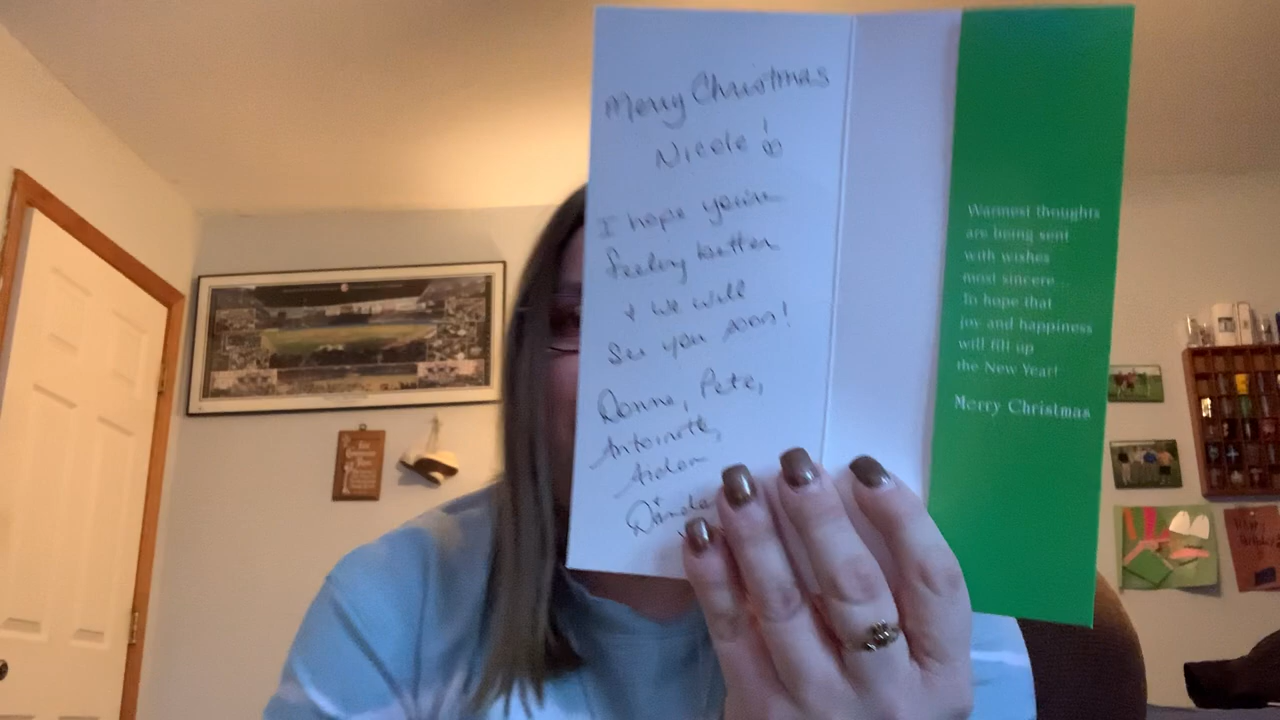 Merry Christmas
Nicole!
I hope you're
feeling better
& we will
see you soon!
Donna, Pete,
Antoinette,
Aidan
Warmest thoughts
are being sent
with wishes
most sincere...
To hope that
joy and happiness
will fill up
the New Year!
Merry Christmas